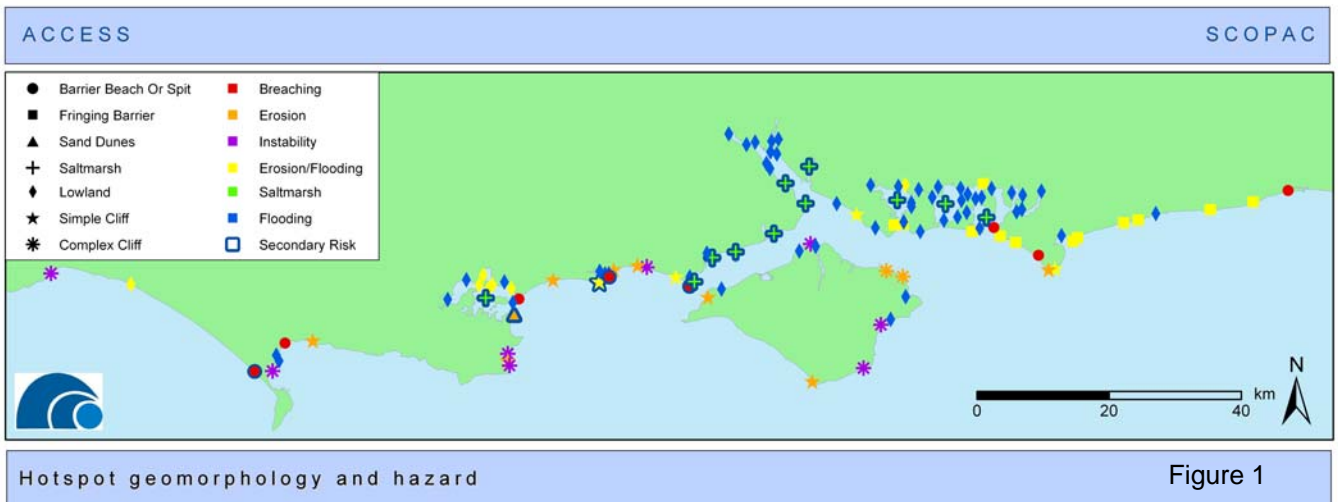 ACCESS
SCOPAC
Barrier Beach Or Spit
Fringing Barrier
Sand Dunes
Saltmarsh
Lowland
Simple Cliff
Complex Cliff
Breaching
Erosion
Instability
Erosion/Flooding
Saltmarsh
Flooding
Secondary Risk
N
km
0 20 40
Hotspot geomorphology and hazard
Figure 1